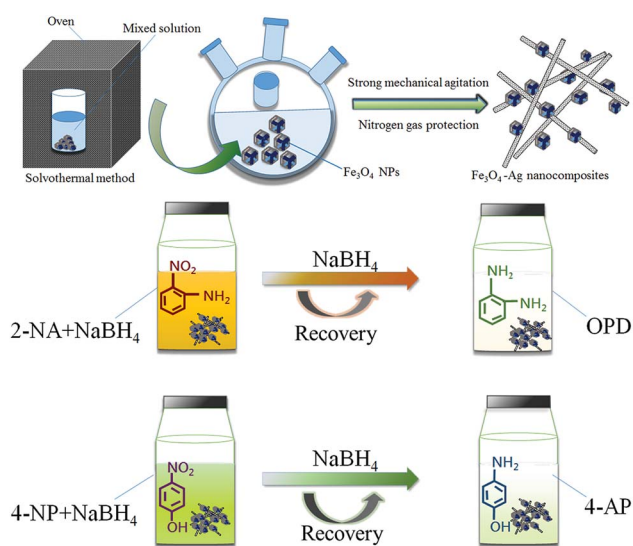 Oven
Mixed solution
Solvothermal method
Strong mechanical agitation
Nitrogen gas protection
Fe₃O₄ NPs
Fe₃O₄-Ag nanocomposites
NO₂
NH₂
2-NA+NaBH₄
NaBH₄
Recovery
NH₂
NH₂
OPD
NO₂
OH
4-NP+NaBH₄
NaBH₄
Recovery
NH₂
OH
4-AP